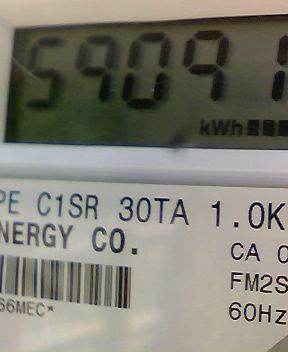 59091
kWh
PE C1SR 30TA 1.0K
NERGY CO.
CA 0
FM2S
66MEC*
60Hz